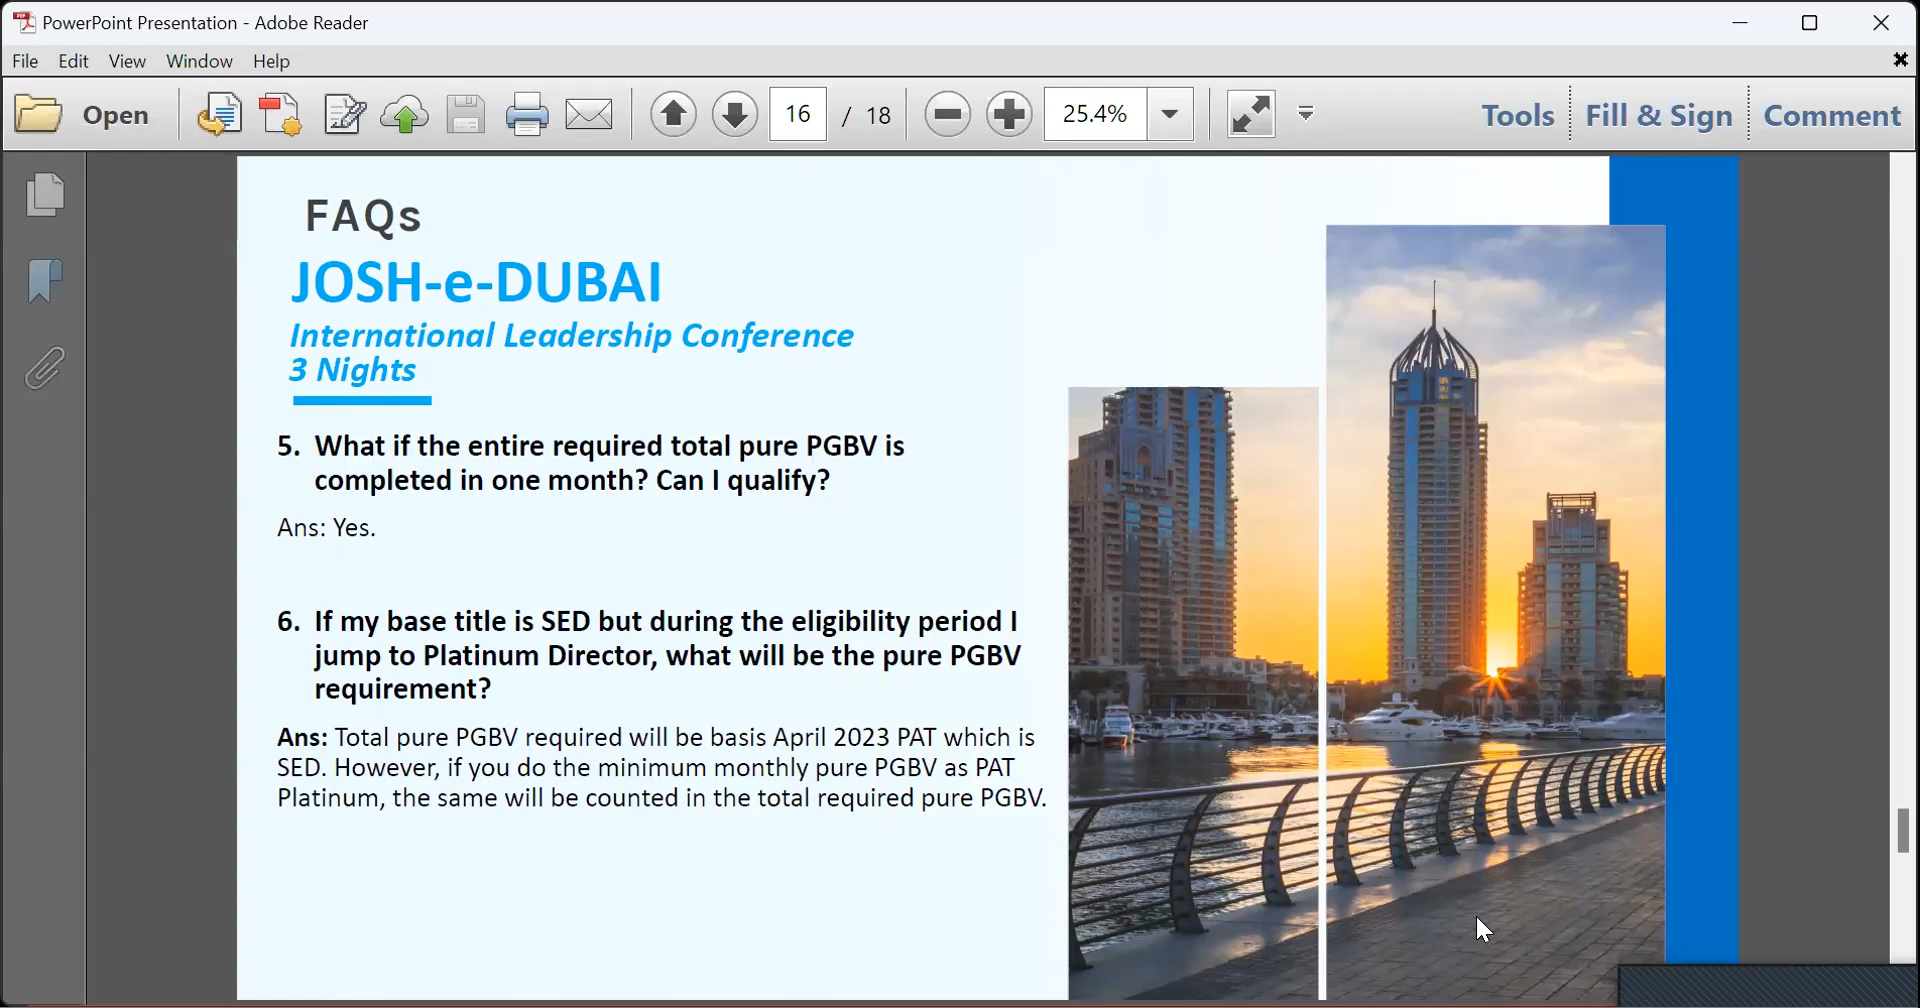 PowerPoint Presentation - Adobe Reader
File Edit View Window Help
Open 16 / 18 25.4% Tools Fill & Sign Comment
FAQs
JOSH-e-DUBAI
International Leadership Conference
3 Nights
5. What if the entire required total pure PGBV is
completed in one month? Can I qualify?
Ans: Yes.
6. If my base title is SED but during the eligibility period I
jump to Platinum Director, what will be the pure PGBV
requirement?
Ans: Total pure PGBV required will be basis April 2023 PAT which is
SED. However, if you do the minimum monthly pure PGBV as PAT
Platinum, the same will be counted in the total required pure PGBV.